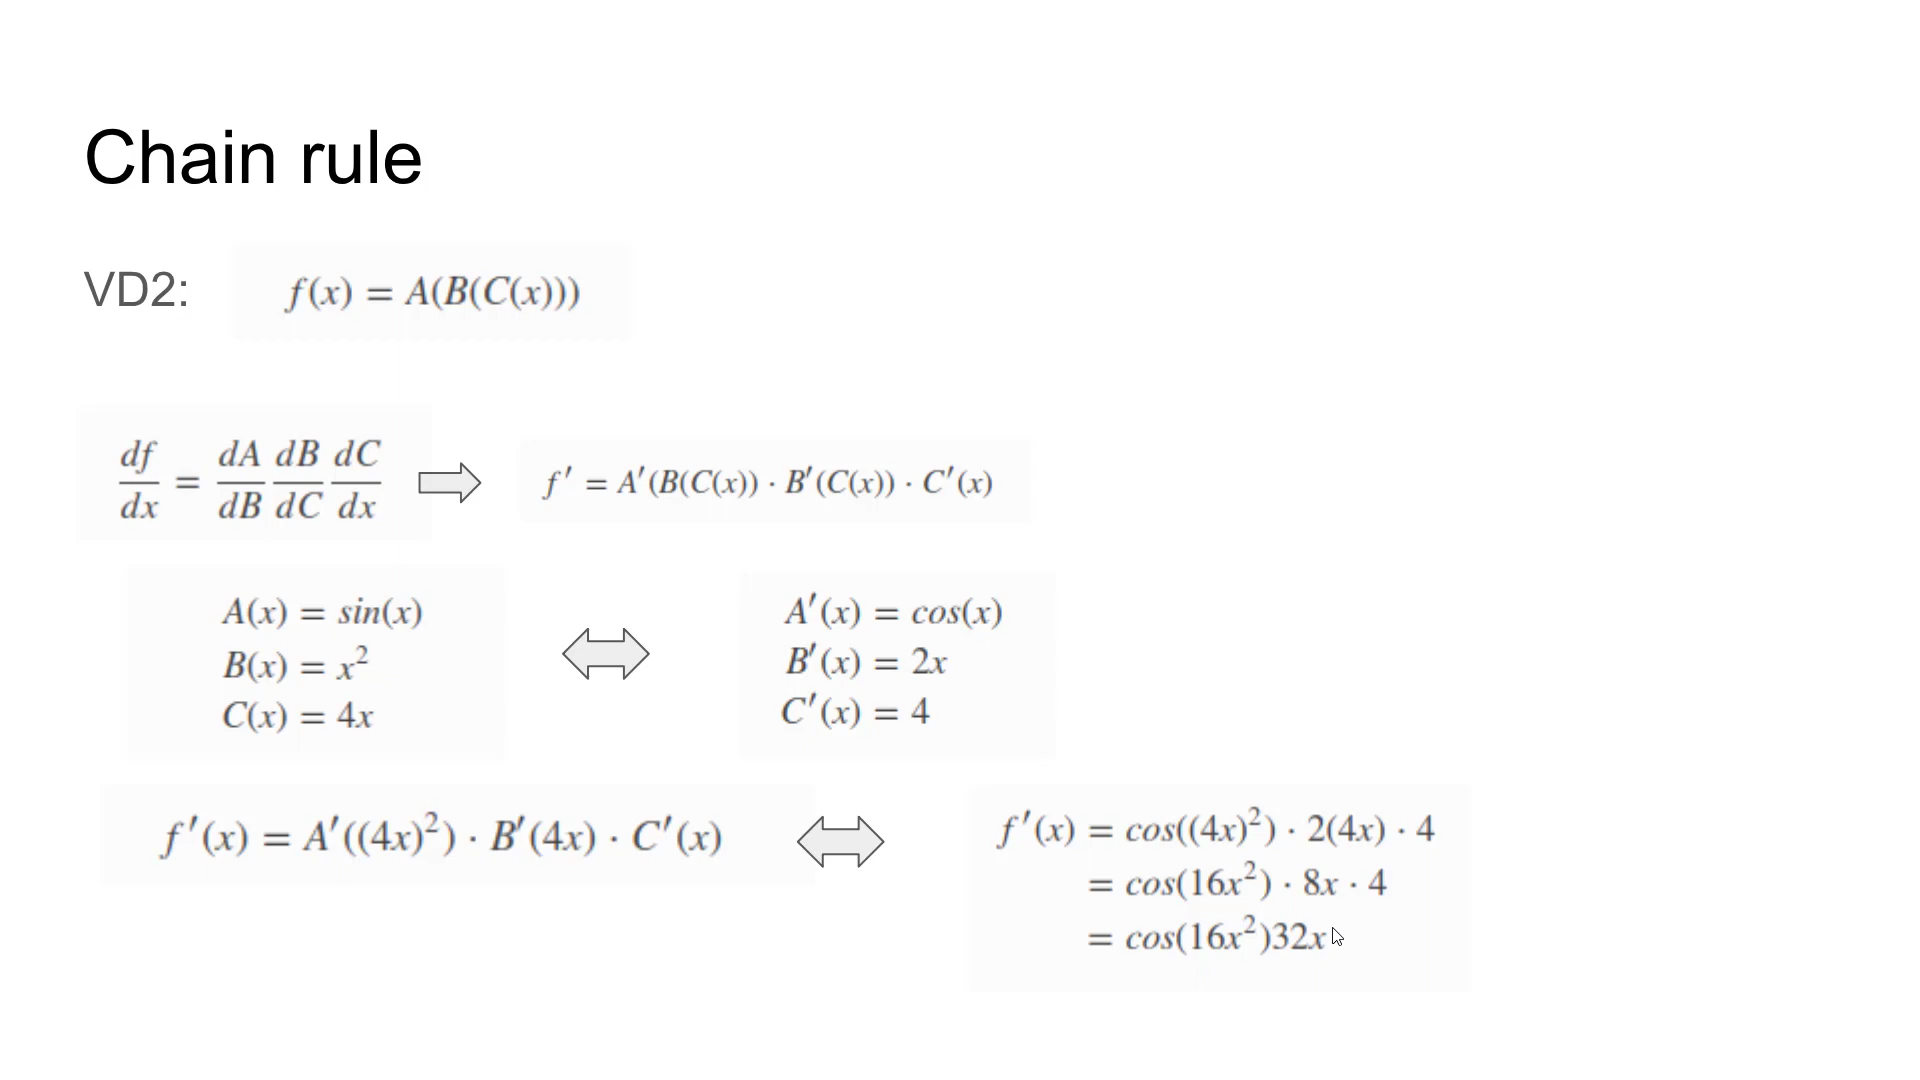 Chain rule
VD2: f(x) = A(B(C(x)))
df/dx = dA/dB dB/dC dC/dx f′ = A′(B(C(x)) · B′(C(x)) · C′(x)
A(x) = sin(x)
B(x) = x²
C(x) = 4x
A′(x) = cos(x)
B′(x) = 2x
C′(x) = 4
f′(x) = A′((4x)²) · B′(4x) · C′(x)
f′(x) = cos((4x)²) · 2(4x) · 4
= cos(16x²) · 8x · 4
= cos(16x²)32x